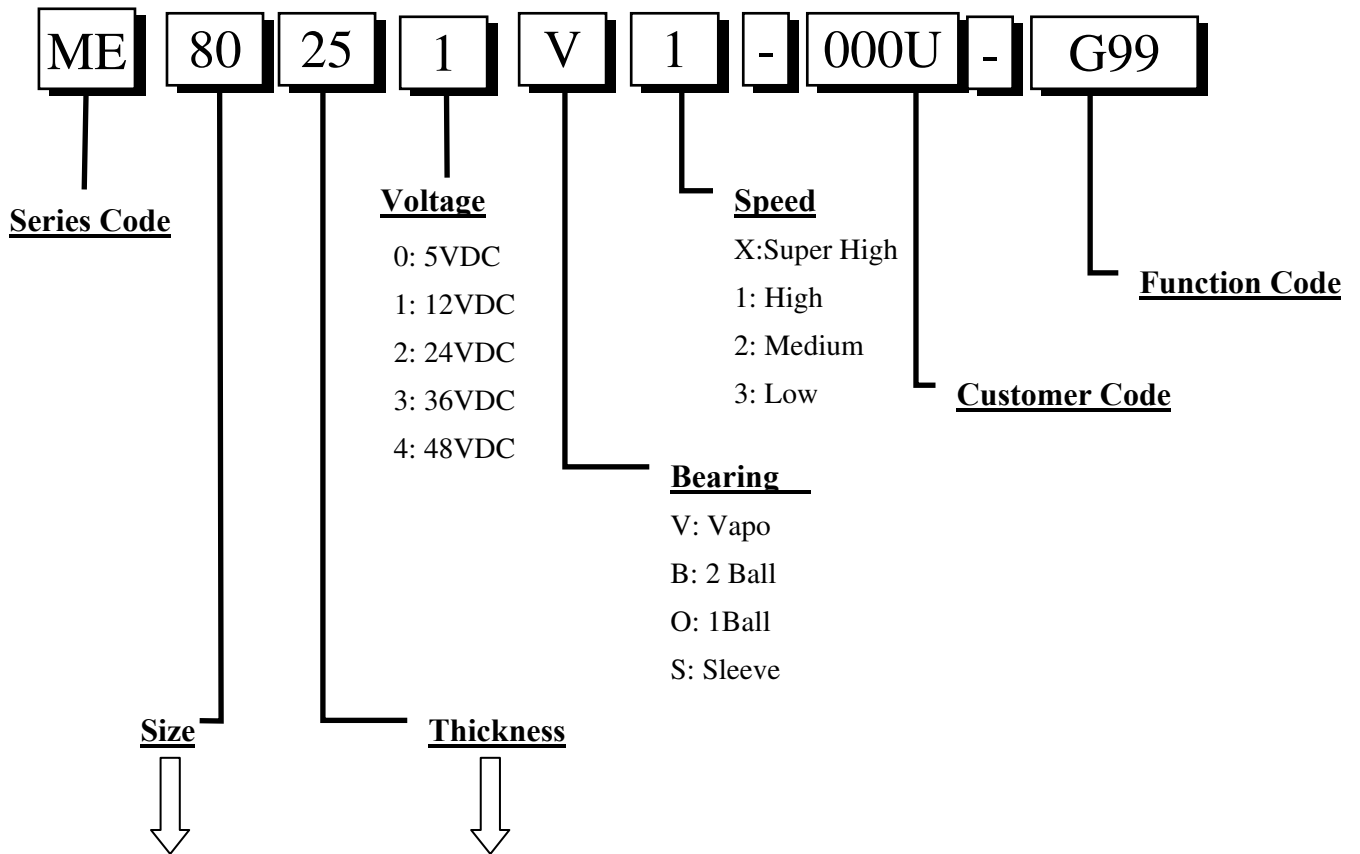 ME 80 25 1 V 1 - 000U - G99
Series Code
Voltage
0: 5VDC
1: 12VDC
2: 24VDC
3: 36VDC
4: 48VDC
Speed
X:Super High
1: High
2: Medium
3: Low
Function Code
Customer Code
Bearing
V: Vapo
B: 2 Ball
O: 1Ball
S: Sleeve
Size
Thickness